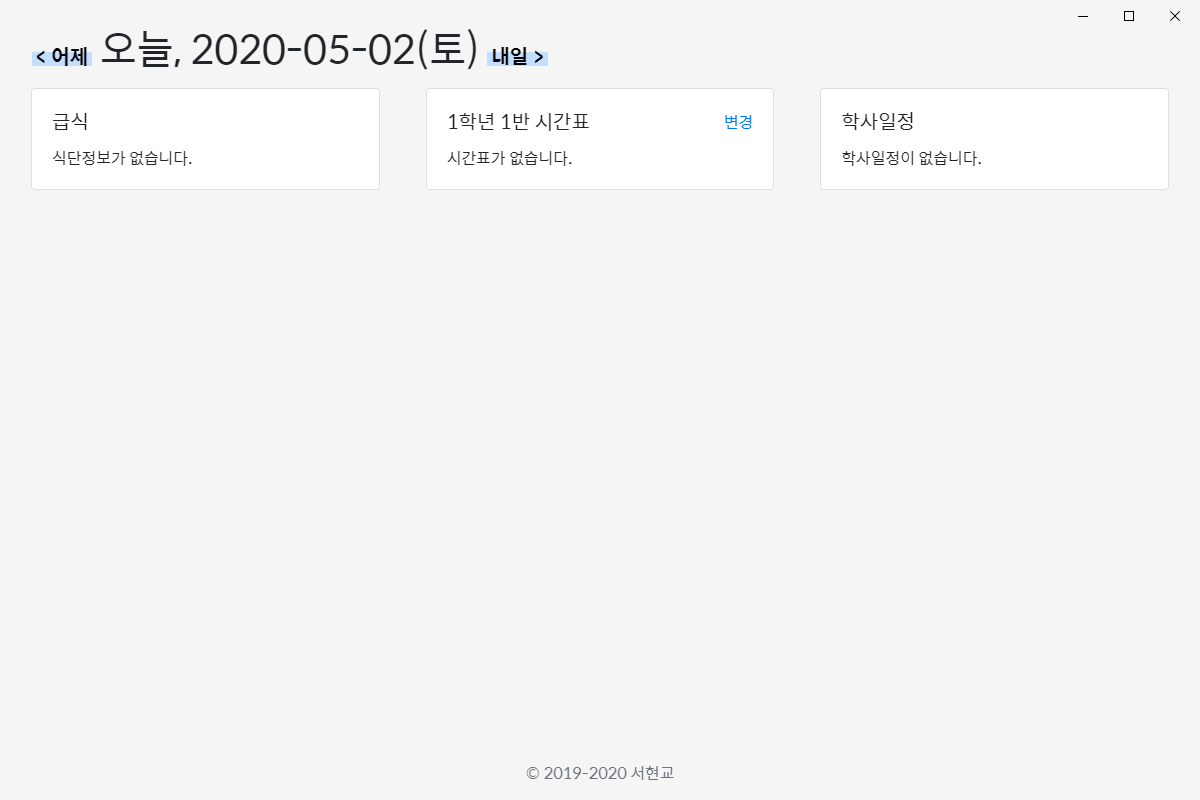 < 어제 오늘, 2020-05-02(토) 내일 >
급식
식단정보가 없습니다.
1학년 1반 시간표 변경
시간표가 없습니다.
학사일정
학사일정이 없습니다.
© 2019-2020 서현교